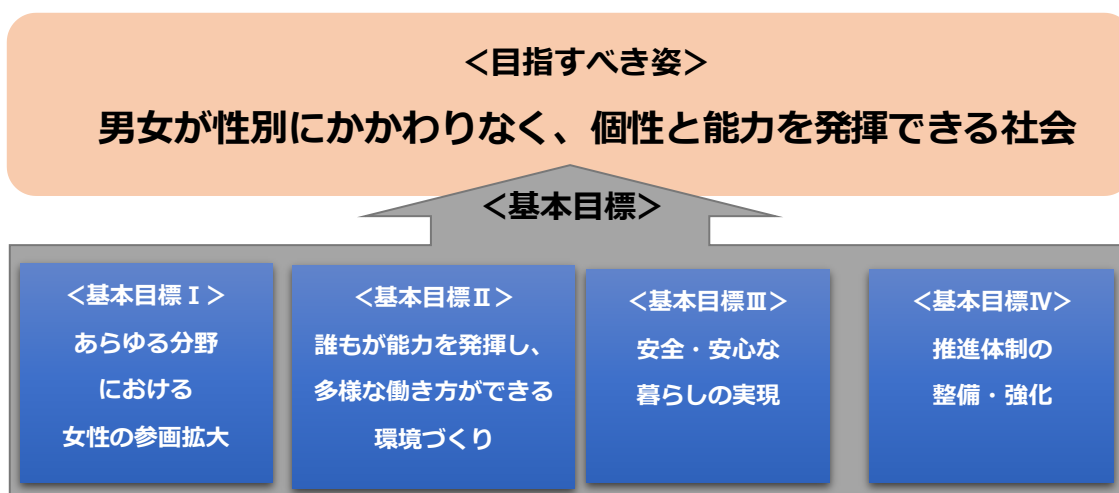 ＜目指すべき姿＞
男女が性別にかかわりなく、個性と能力を発揮できる社会
＜基本目標＞
＜基本目標Ⅰ＞
あらゆる分野
における
女性の参画拡大
＜基本目標Ⅱ＞
誰もが能力を発揮し、
多様な働き方ができる
環境づくり
＜基本目標Ⅲ＞
安全・安心な
暮らしの実現
＜基本目標Ⅳ＞
推進体制の
整備・強化